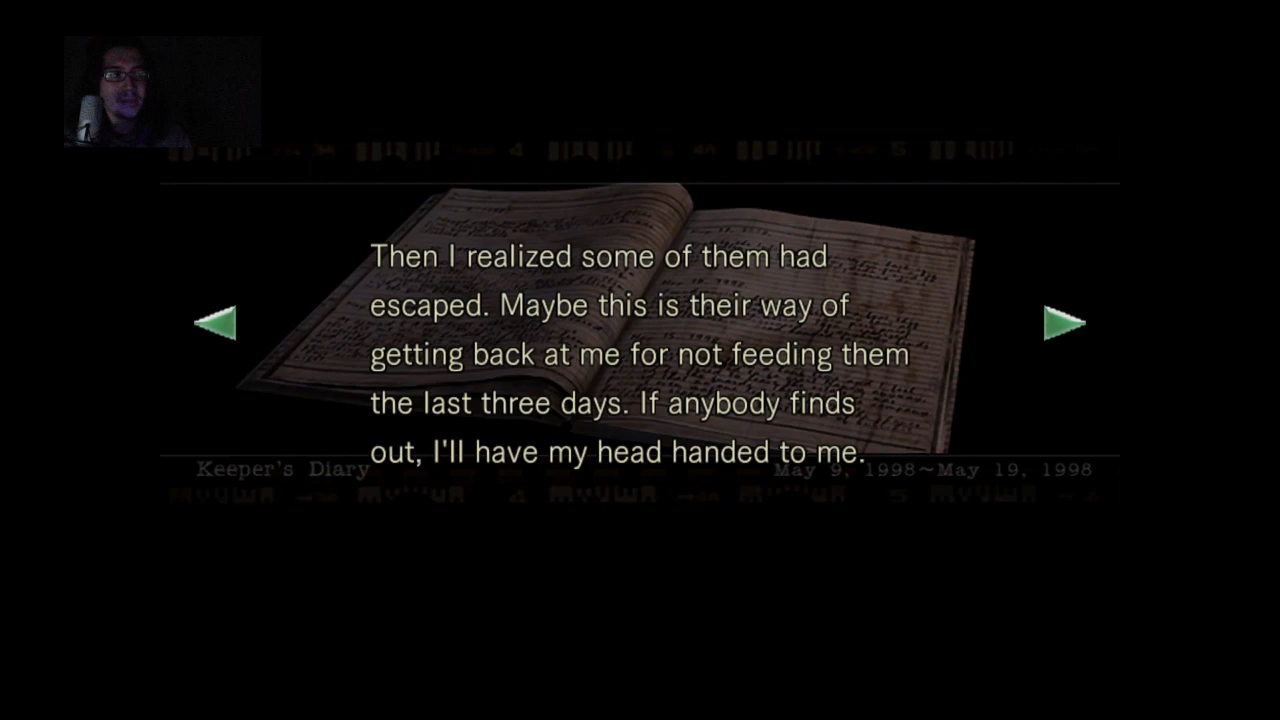 Then I realized some of them had
escaped. Maybe this is their way of
getting back at me for not feeding them
the last three days. If anybody finds
out, I'll have my head handed to me.
Keeper's Diary
May 9, 1998~May 19, 1998